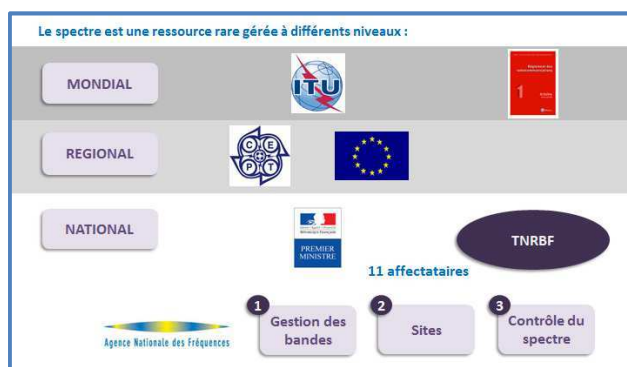 Le spectre est une ressource rare gérée à différents niveaux :
MONDIAL
ITU
1
REGIONAL
C E
P T
NATIONAL
PREMIER
MINISTRE
TNRBF
11 affectataires
Agence Nationale des Fréquences
1
Gestion des
bandes
2
Sites
3
Contrôle du
spectre